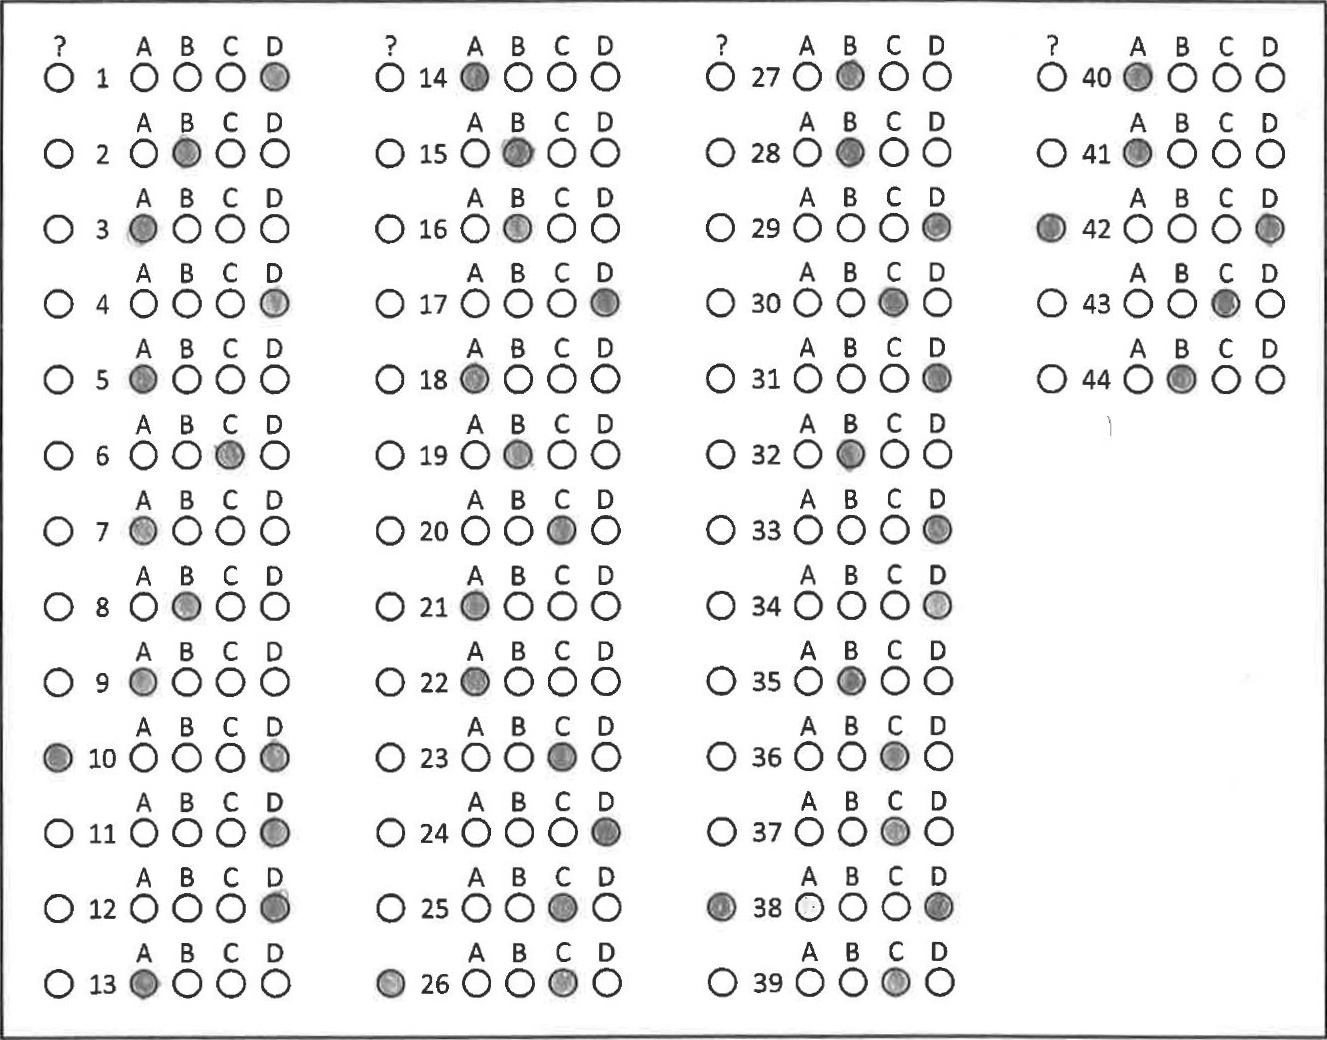 ? A B C D
1
A B C D
2
A B C D
3
A B C D
4
A B C D
5
A B C D
6
A B C D
7
A B C D
8
A B C D
9
A B C D
10
A B C D
11
A B C D
12
A B C D
13
? A B C D
14
A B C D
15
A B C D
16
A B C D
17
A B C D
18
A B C D
19
A B C D
20
A B C D
21
A B C D
22
A B C D
23
A B C D
24
A B C D
25
A B C D
26
? A B C D
27
A B C D
28
A B C D
29
A B C D
30
A B C D
31
A B C D
32
A B C D
33
A B C D
34
A B C D
35
A B C D
36
A B C D
37
A B C D
38
A B C D
39
? A B C D
40
A B C D
41
A B C D
42
A B C D
43
A B C D
44